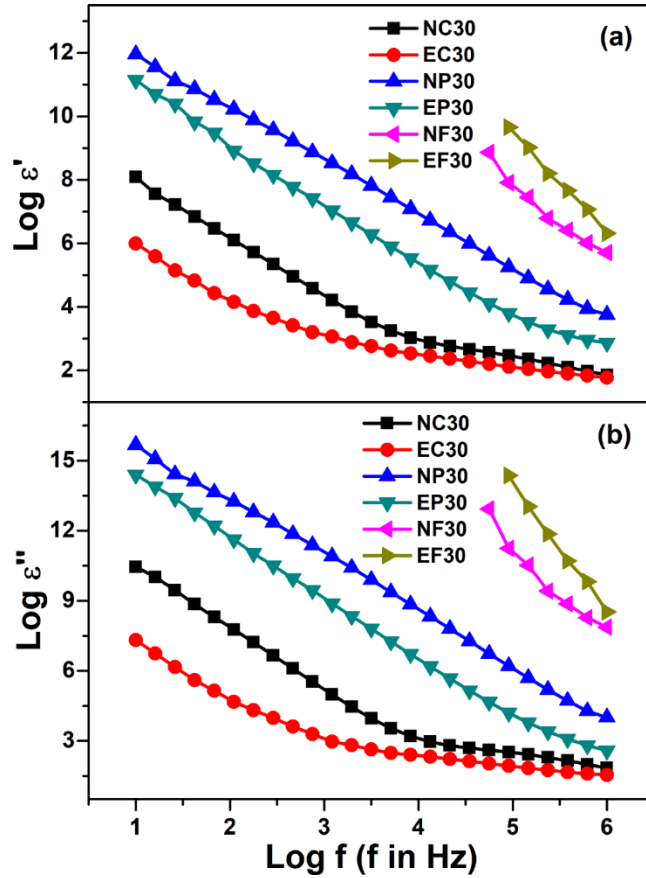 (a)
NC30
EC30
NP30
EP30
NF30
EF30
12
10
8
6
4
2
Log ε'
(b)
NC30
EC30
NP30
EP30
NF30
EF30
15
12
9
6
3
Log ε''
1 2 3 4 5 6
Log f (f in Hz)